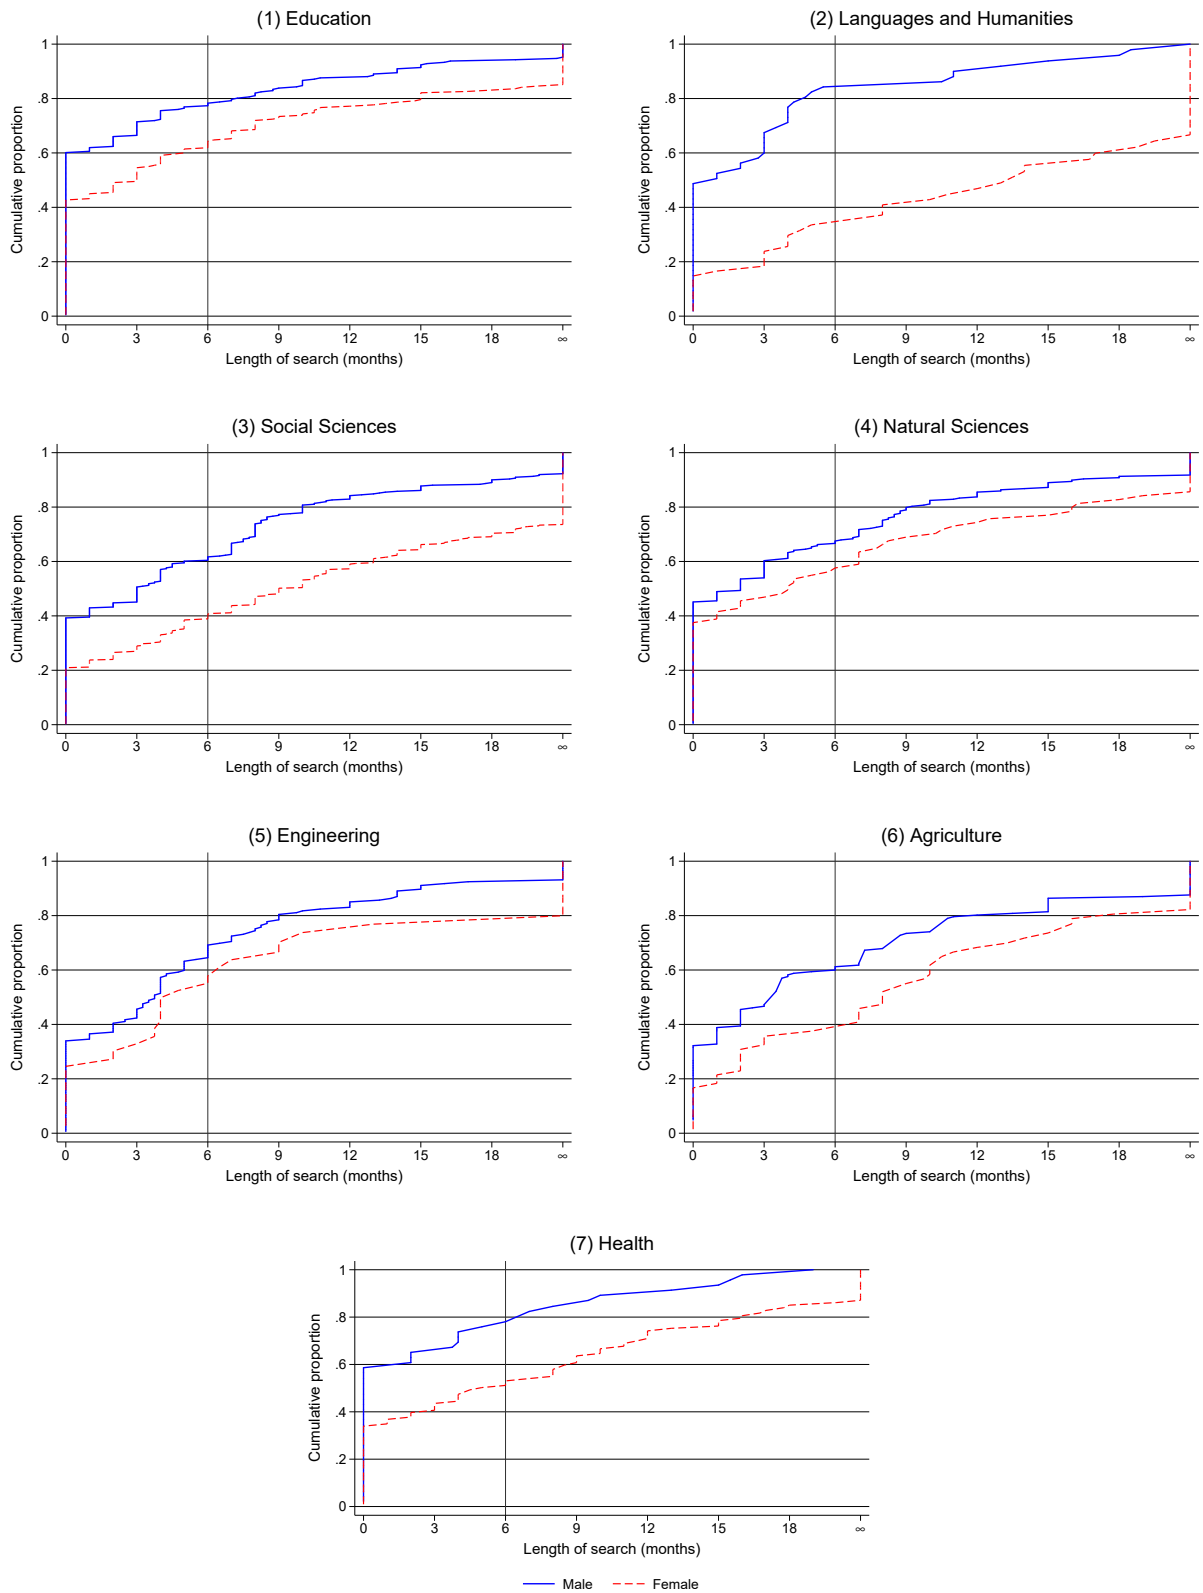 (1) Education
Cumulative proportion
1
.8
.6
.4
.2
0
0 3 6 9 12 15 18 ∞
Length of search (months)
(2) Languages and Humanities
Cumulative proportion
1
.8
.6
.4
.2
0
0 3 6 9 12 15 18 ∞
Length of search (months)
(3) Social Sciences
Cumulative proportion
1
.8
.6
.4
.2
0
0 3 6 9 12 15 18 ∞
Length of search (months)
(4) Natural Sciences
Cumulative proportion
1
.8
.6
.4
.2
0
0 3 6 9 12 15 18 ∞
Length of search (months)
(5) Engineering
Cumulative proportion
1
.8
.6
.4
.2
0
0 3 6 9 12 15 18 ∞
Length of search (months)
(6) Agriculture
Cumulative proportion
1
.8
.6
.4
.2
0
0 3 6 9 12 15 18 ∞
Length of search (months)
(7) Health
Cumulative proportion
1
.8
.6
.4
.2
0
0 3 6 9 12 15 18 ∞
Length of search (months)
Male Female